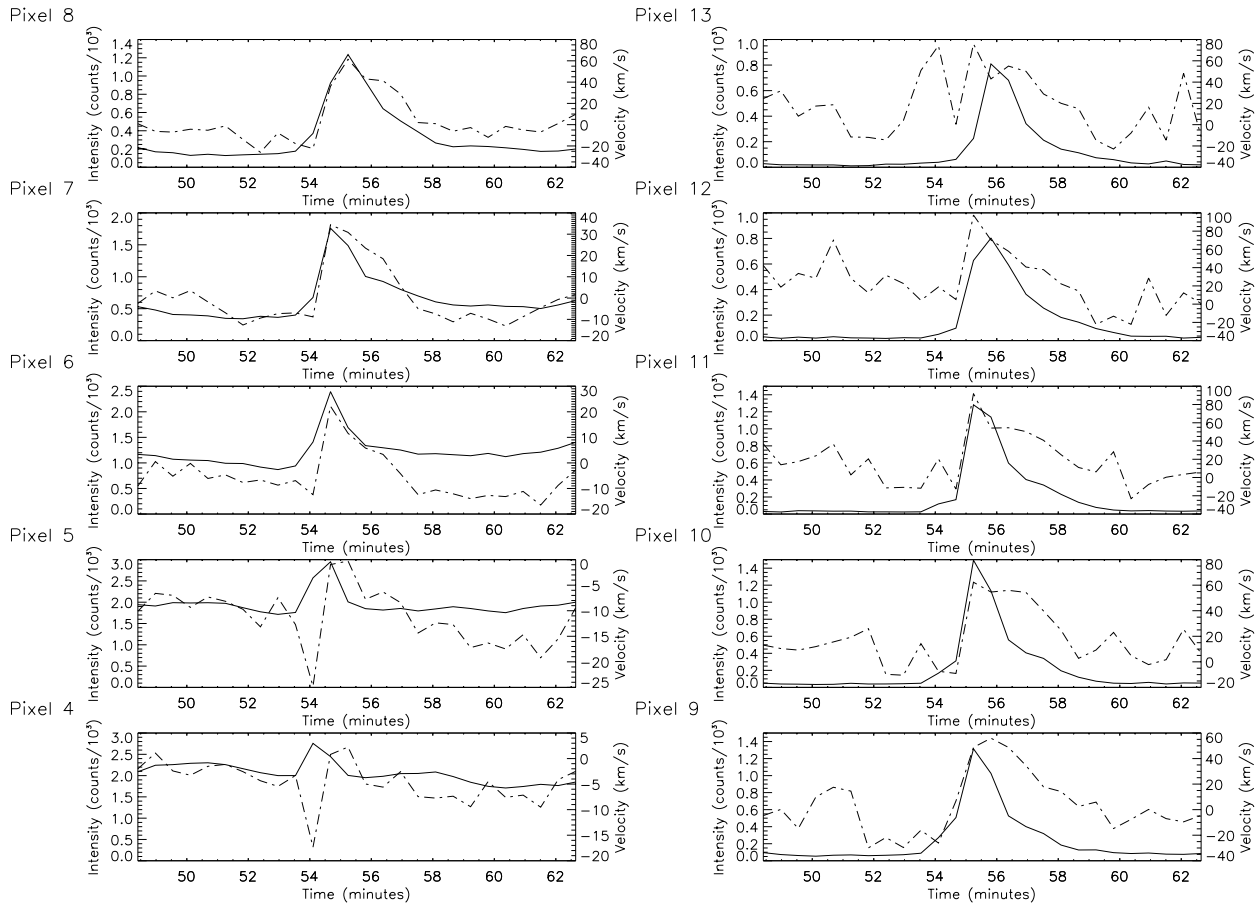 Pixel 8
Intensity (counts/10³)
1.4
1.2
1.0
0.8
0.6
0.4
0.2
0.0
80
60
40
20
0
−20
−40
Velocity (km/s)
50 52 54 56 58 60 62
Time (minutes)
Pixel 7
Intensity (counts/10³)
2.0
1.5
1.0
0.5
0.0
40
30
20
10
0
−10
−20
Velocity (km/s)
50 52 54 56 58 60 62
Time (minutes)
Pixel 6
Intensity (counts/10³)
2.5
2.0
1.5
1.0
0.5
0.0
30
20
10
0
−10
−20
Velocity (km/s)
50 52 54 56 58 60 62
Time (minutes)
Pixel 5
Intensity (counts/10³)
3.0
2.5
2.0
1.5
1.0
0.5
0.0
0
−5
−10
−15
−20
−25
Velocity (km/s)
50 52 54 56 58 60 62
Time (minutes)
Pixel 4
Intensity (counts/10³)
3.0
2.5
2.0
1.5
1.0
0.5
0.0
5
0
−5
−10
−15
−20
Velocity (km/s)
50 52 54 56 58 60 62
Time (minutes)
Pixel 13
Intensity (counts/10³)
1.0
0.8
0.6
0.4
0.2
0.0
80
60
40
20
0
−20
−40
Velocity (km/s)
50 52 54 56 58 60 62
Time (minutes)
Pixel 12
Intensity (counts/10³)
1.0
0.8
0.6
0.4
0.2
0.0
100
80
60
40
20
0
−20
−40
Velocity (km/s)
50 52 54 56 58 60 62
Time (minutes)
Pixel 11
Intensity (counts/10³)
1.4
1.2
1.0
0.8
0.6
0.4
0.2
0.0
100
80
60
40
20
0
−20
−40
Velocity (km/s)
50 52 54 56 58 60 62
Time (minutes)
Pixel 10
Intensity (counts/10³)
1.4
1.2
1.0
0.8
0.6
0.4
0.2
0.0
80
60
40
20
0
−20
Velocity (km/s)
50 52 54 56 58 60 62
Time (minutes)
Pixel 9
Intensity (counts/10³)
1.4
1.2
1.0
0.8
0.6
0.4
0.2
0.0
60
40
20
0
−20
−40
Velocity (km/s)
50 52 54 56 58 60 62
Time (minutes)